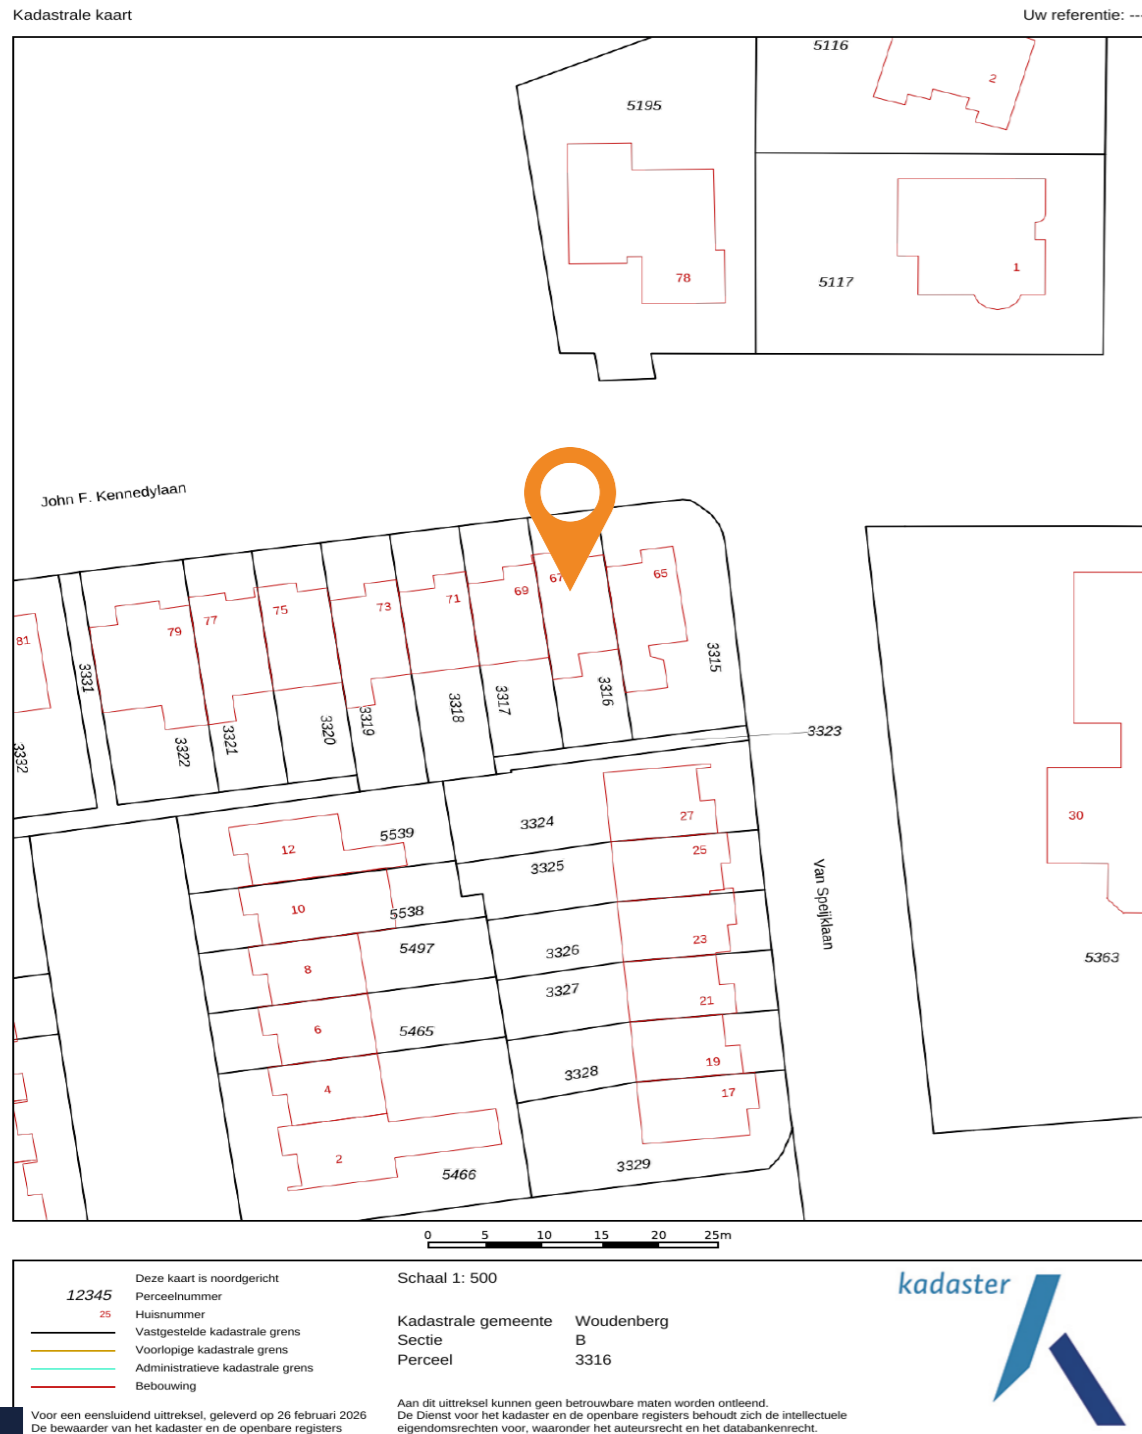 Kadastrale kaart
Uw referentie: --
5116
2
5195
1
5117
78
John F. Kennedylaan
67
65
69
71
73
75
77
79
81
3315
3316
3317
3318
3319
3320
3321
3322
3331
3332
3323
27
3324
12
5539
25
3325
10
5538
23
3326
5497
8
3327
21
6
5465
19
3328
4
17
2
5466
3329
Van Speijklaan
30
5363
0 5 10 15 20 25m
Deze kaart is noordgericht
12345 Perceelnummer
25 Huisnummer
Vastgestelde kadastrale grens
Voorlopige kadastrale grens
Administratieve kadastrale grens
Bebouwing
Voor een eensluidend uittreksel, geleverd op 26 februari 2026
De bewaarder van het kadaster en de openbare registers
Schaal 1: 500
Kadastrale gemeente Woudenberg
Sectie B
Perceel 3316
Aan dit uittreksel kunnen geen betrouwbare maten worden ontleend.
De Dienst voor het kadaster en de openbare registers behoudt zich de intellectuele
eigendomsrechten voor, waaronder het auteursrecht en het databankenrecht.
kadaster